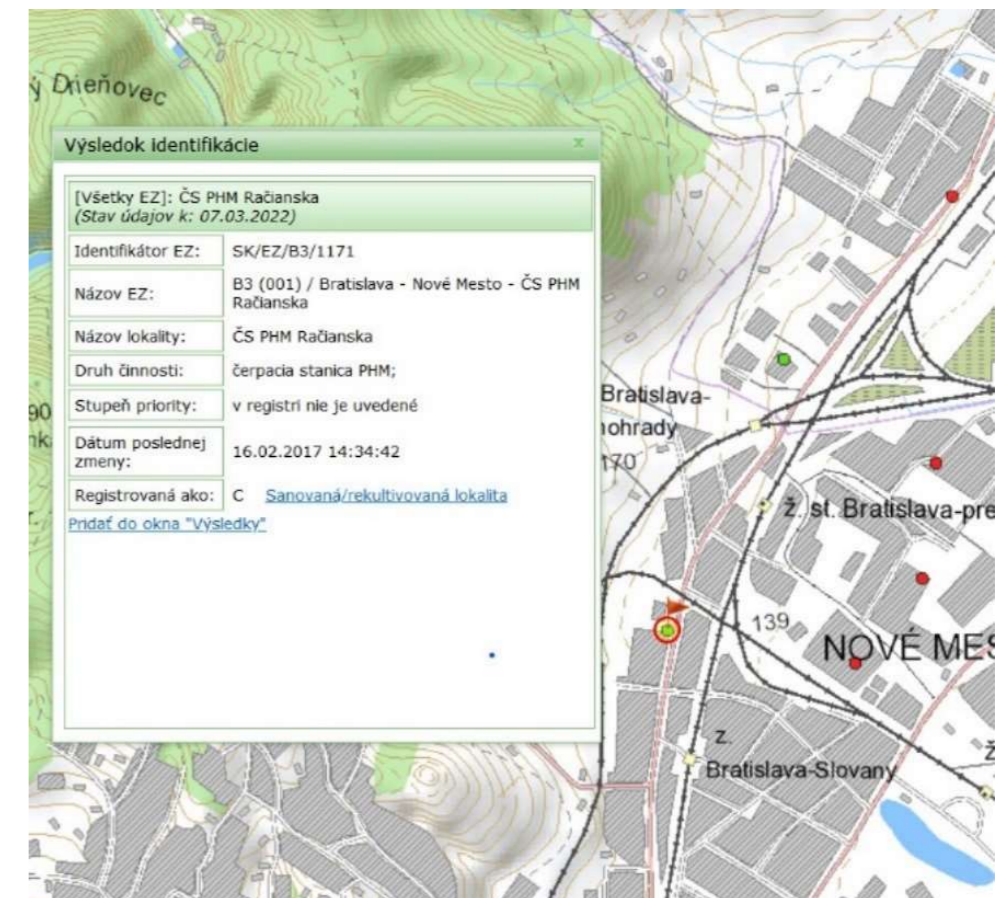 Drieňovec
Výsledok identifikácie x
[Všetky EZ]: ČS PHM Račianska
(Stav údajov k: 07.03.2022)
Identifikátor EZ: SK/EZ/B3/1171
Názov EZ: B3 (001) / Bratislava - Nové Mesto - ČS PHM
Račianska
Názov lokality: ČS PHM Račianska
Druh činnosti: čerpacia stanica PHM;
Stupeň priority: v registri nie je uvedené
Dátum poslednej
zmeny: 16.02.2017 14:34:42
Registrovaná ako: C Sanovaná/rekultivovaná lokalita
Pridať do okna "Výsledky"
Bratislava-
nohrady
170
ž. st. Bratislava-pre
139
NOVÉ MES
z.
Bratislava-Slovany